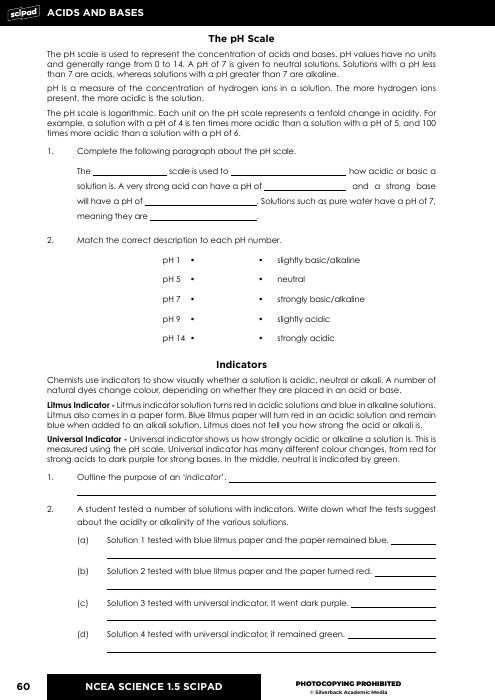 scipad ACIDS AND BASES
The pH Scale
The pH scale is used to represent the concentration of acids and bases. pH values have no units
and generally range from 0 to 14. A pH of 7 is given to neutral solutions. Solutions with a pH less
than 7 are acids, whereas solutions with a pH greater than 7 are alkaline.
pH is a measure of the concentration of hydrogen ions in a solution. The more hydrogen ions
present, the more acidic is the solution.
The pH scale is logarithmic. Each unit on the pH scale represents a tenfold change in acidity. For
example, a solution with a pH of 4 is ten times more acidic than a solution with a pH of 5, and 100
times more acidic than a solution with a pH of 6.
1. Complete the following paragraph about the pH scale.
The ____ scale is used to ____ how acidic or basic a
solution is. A very strong acid can have a pH of ____ and a strong base
will have a pH of ____. Solutions such as pure water have a pH of 7,
meaning they are ____.
2. Match the correct description to each pH number.
pH 1 • • slightly basic/alkaline
pH 5 • • neutral
pH 7 • • strongly basic/alkaline
pH 9 • • slightly acidic
pH 14 • • strongly acidic
Indicators
Chemists use indicators to show visually whether a solution is acidic, neutral or alkali. A number of
natural dyes change colour, depending on whether they are placed in an acid or base.
Litmus Indicator - Litmus indicator solution turns red in acidic solutions and blue in alkaline solutions.
Litmus also comes in a paper form. Blue litmus paper will turn red in an acidic solution and remain
blue when added to an alkali solution. Litmus does not tell you how strong the acid or alkali is.
Universal Indicator - Universal indicator shows us how strongly acidic or alkaline a solution is. This is
measured using the pH scale. Universal indicator has many different colour changes, from red for
strong acids to dark purple for strong bases. In the middle, neutral is indicated by green.
1. Outline the purpose of an 'indicator'. ____
2. A student tested a number of solutions with indicators. Write down what the tests suggest
about the acidity or alkalinity of the various solutions.
(a) Solution 1 tested with blue litmus paper and the paper remained blue. ____
(b) Solution 2 tested with blue litmus paper and the paper turned red. ____
(c) Solution 3 tested with universal indicator. It went dark purple. ____
(d) Solution 4 tested with universal indicator, it remained green. ____
60 NCEA SCIENCE 1.5 SCIPAD PHOTOCOPYING PROHIBITED
© Silverback Academic Media